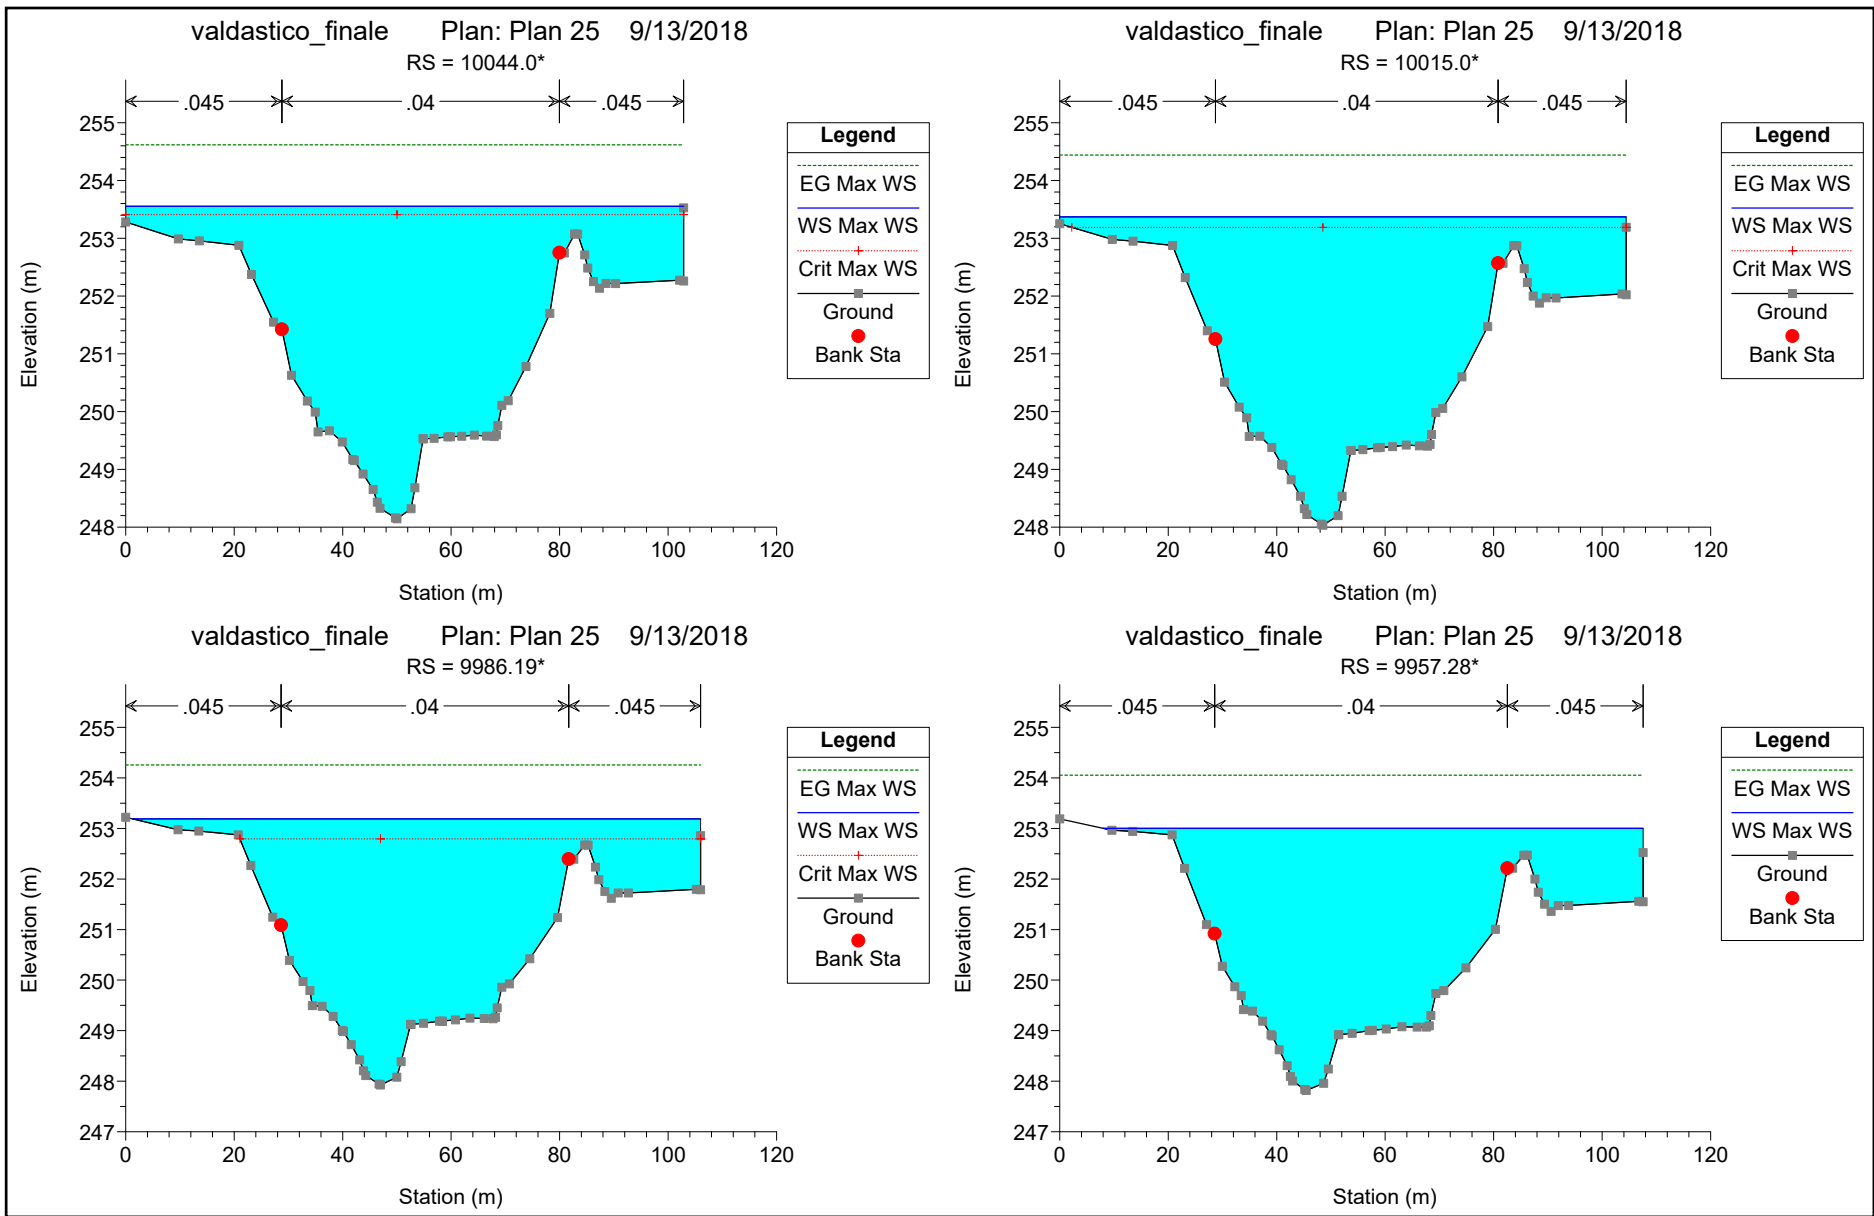 valdastico_finale Plan: Plan 25 9/13/2018
RS = 10044.0*
.045 .04 .045
255
254
253
252
251
250
249
248
0 20 40 60 80 100 120
Elevation (m)
Station (m)
Legend
EG Max WS
WS Max WS
Crit Max WS
Ground
Bank Sta
valdastico_finale Plan: Plan 25 9/13/2018
RS = 10015.0*
.045 .04 .045
255
254
253
252
251
250
249
248
0 20 40 60 80 100 120
Elevation (m)
Station (m)
Legend
EG Max WS
WS Max WS
Crit Max WS
Ground
Bank Sta
valdastico_finale Plan: Plan 25 9/13/2018
RS = 9986.19*
.045 .04 .045
255
254
253
252
251
250
249
248
247
0 20 40 60 80 100 120
Elevation (m)
Station (m)
Legend
EG Max WS
WS Max WS
Crit Max WS
Ground
Bank Sta
valdastico_finale Plan: Plan 25 9/13/2018
RS = 9957.28*
.045 .04 .045
255
254
253
252
251
250
249
248
247
0 20 40 60 80 100 120
Elevation (m)
Station (m)
Legend
EG Max WS
WS Max WS
Ground
Bank Sta